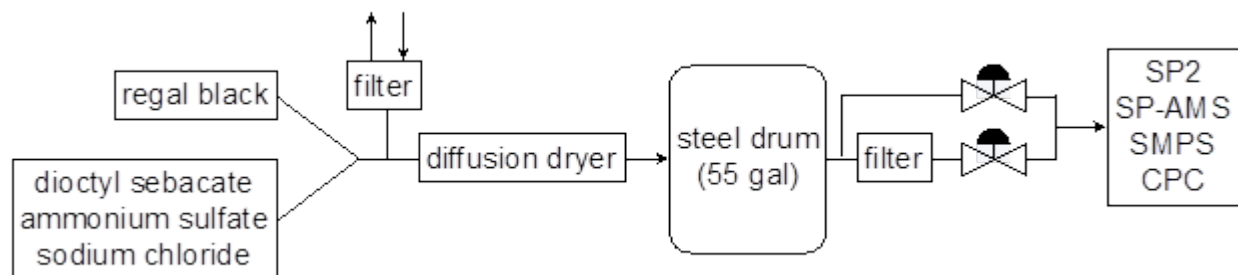 filter
regal black
dioctyl sebacate
ammonium sulfate
sodium chloride
diffusion dryer
steel drum
(55 gal)
filter
SP2
SP-AMS
SMPS
CPC